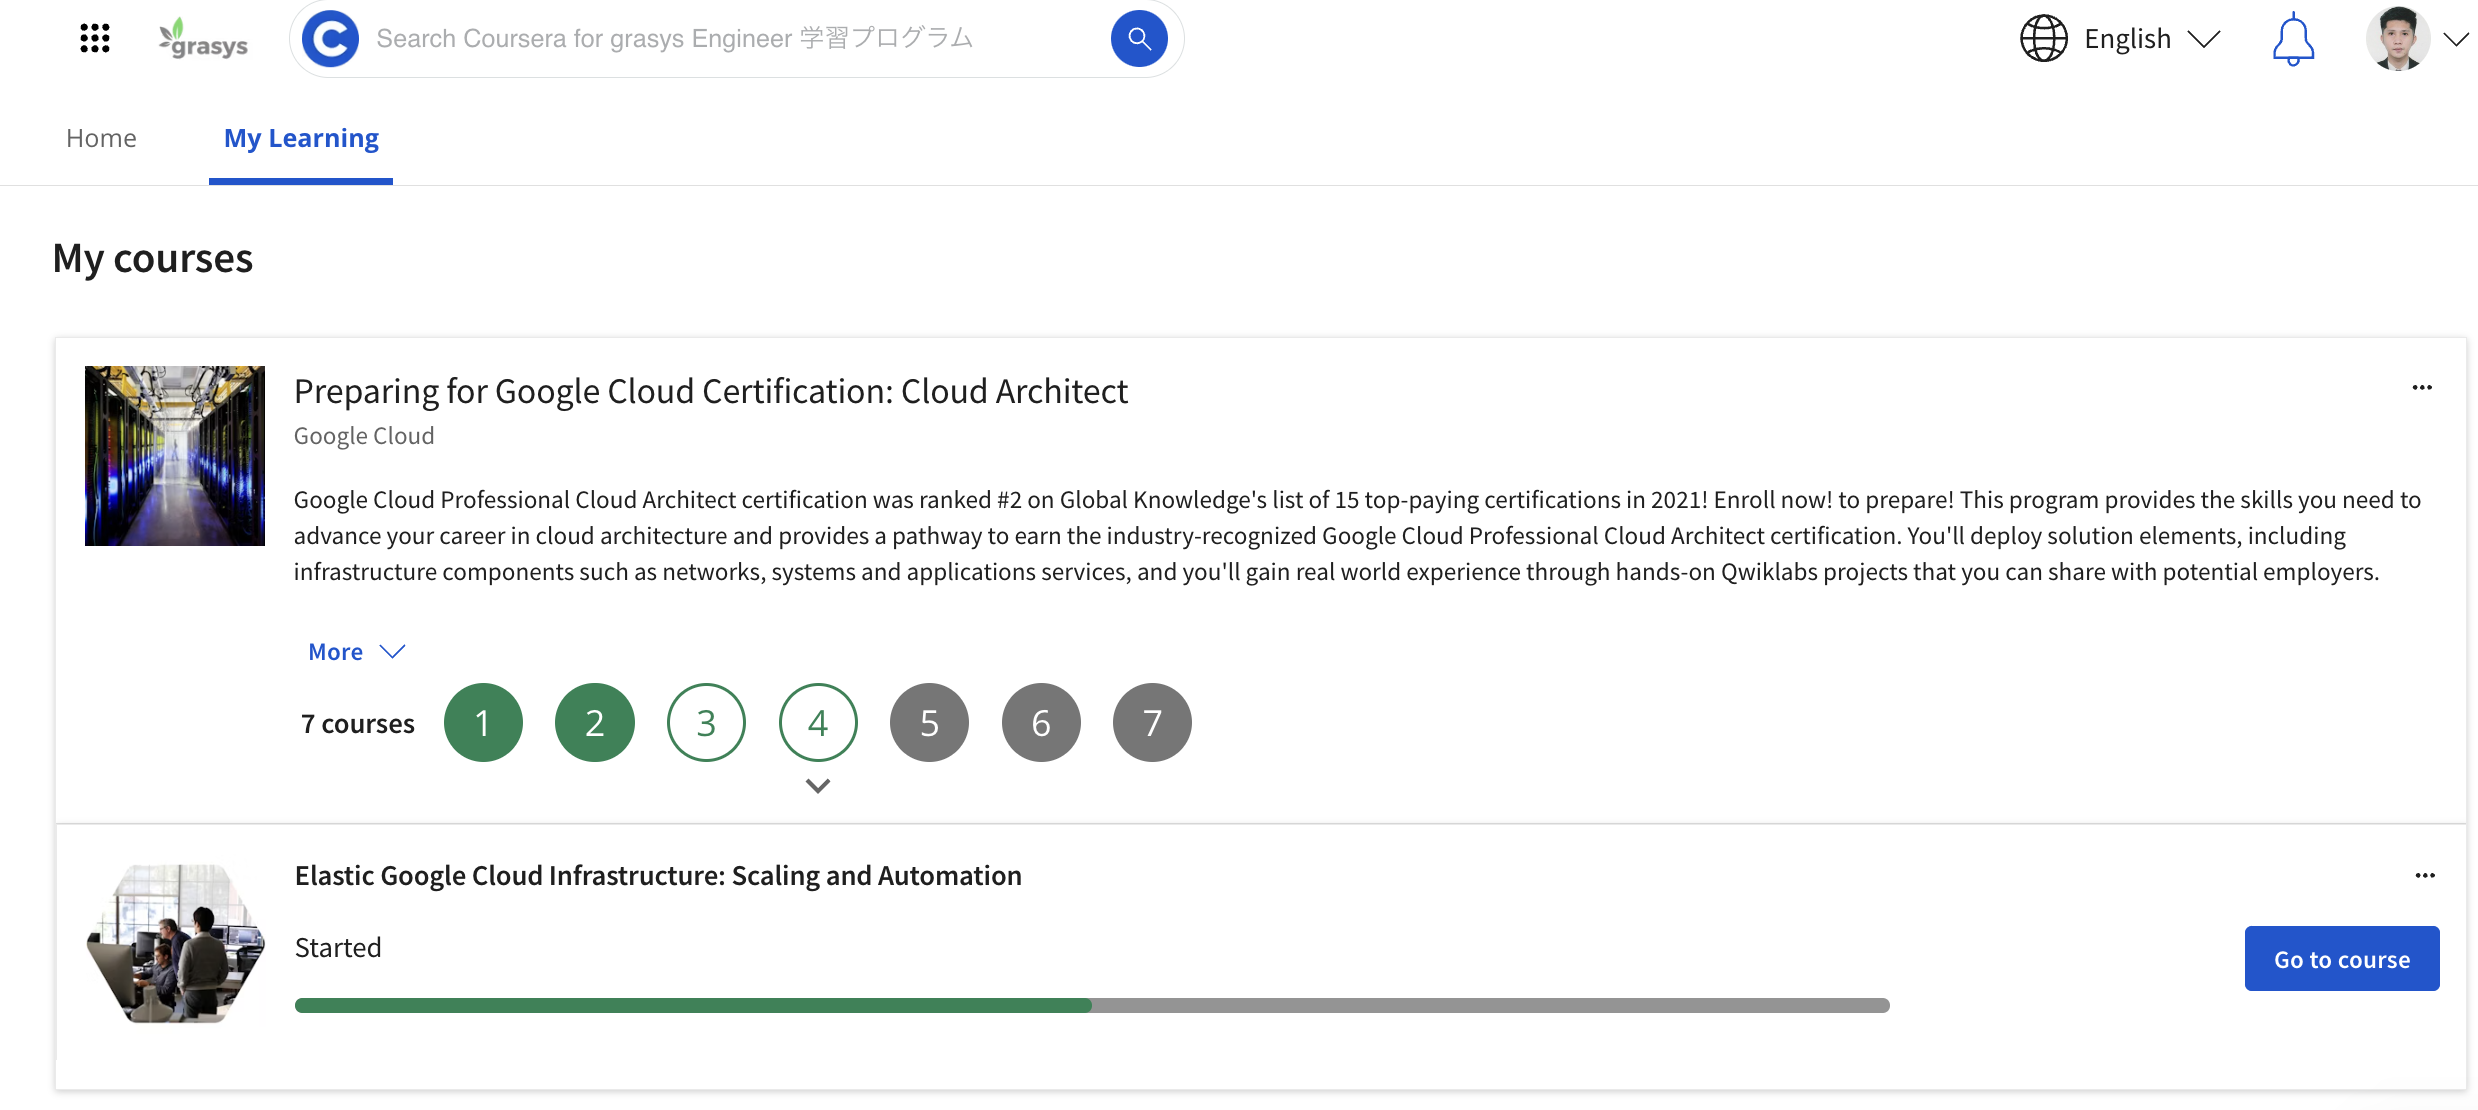 grasys
Search Coursera for grasys Engineer 学習プログラム
English
Home
My Learning
My courses
Preparing for Google Cloud Certification: Cloud Architect
Google Cloud
Google Cloud Professional Cloud Architect certification was ranked #2 on Global Knowledge's list of 15 top-paying certifications in 2021! Enroll now! to prepare! This program provides the skills you need to
advance your career in cloud architecture and provides a pathway to earn the industry-recognized Google Cloud Professional Cloud Architect certification. You'll deploy solution elements, including
infrastructure components such as networks, systems and applications services, and you'll gain real world experience through hands-on Qwiklabs projects that you can share with potential employers.
More
7 courses 1 2 3 4 5 6 7
Elastic Google Cloud Infrastructure: Scaling and Automation
Started
Go to course